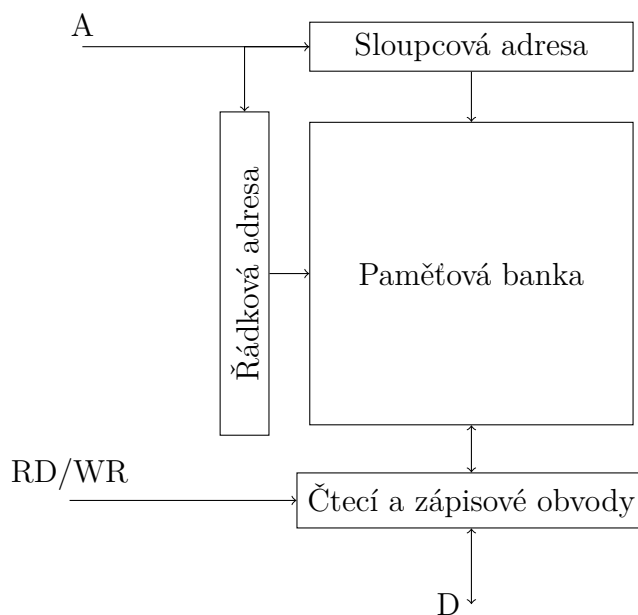 A
Sloupcová adresa
Řádková adresa
Paměťová banka
RD/WR
Čtecí a zápisové obvody
D